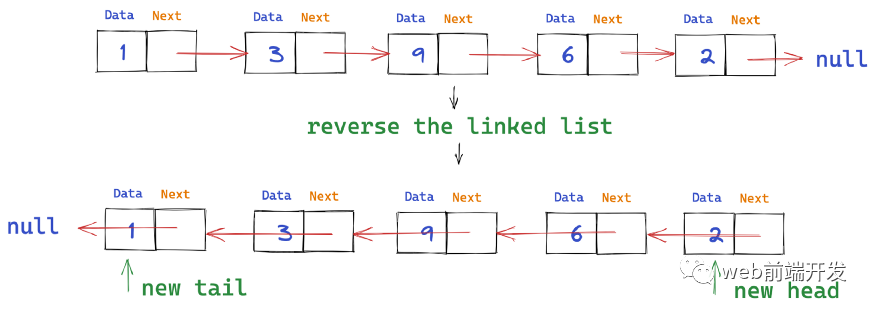 Data Next Data Next Data Next Data Next Data Next
1 3 9 6 2 null
reverse the linked list
Data Next Data Next Data Next Data Next Data Next
null 1 3 9 6 2
web前端开发
new tail new head